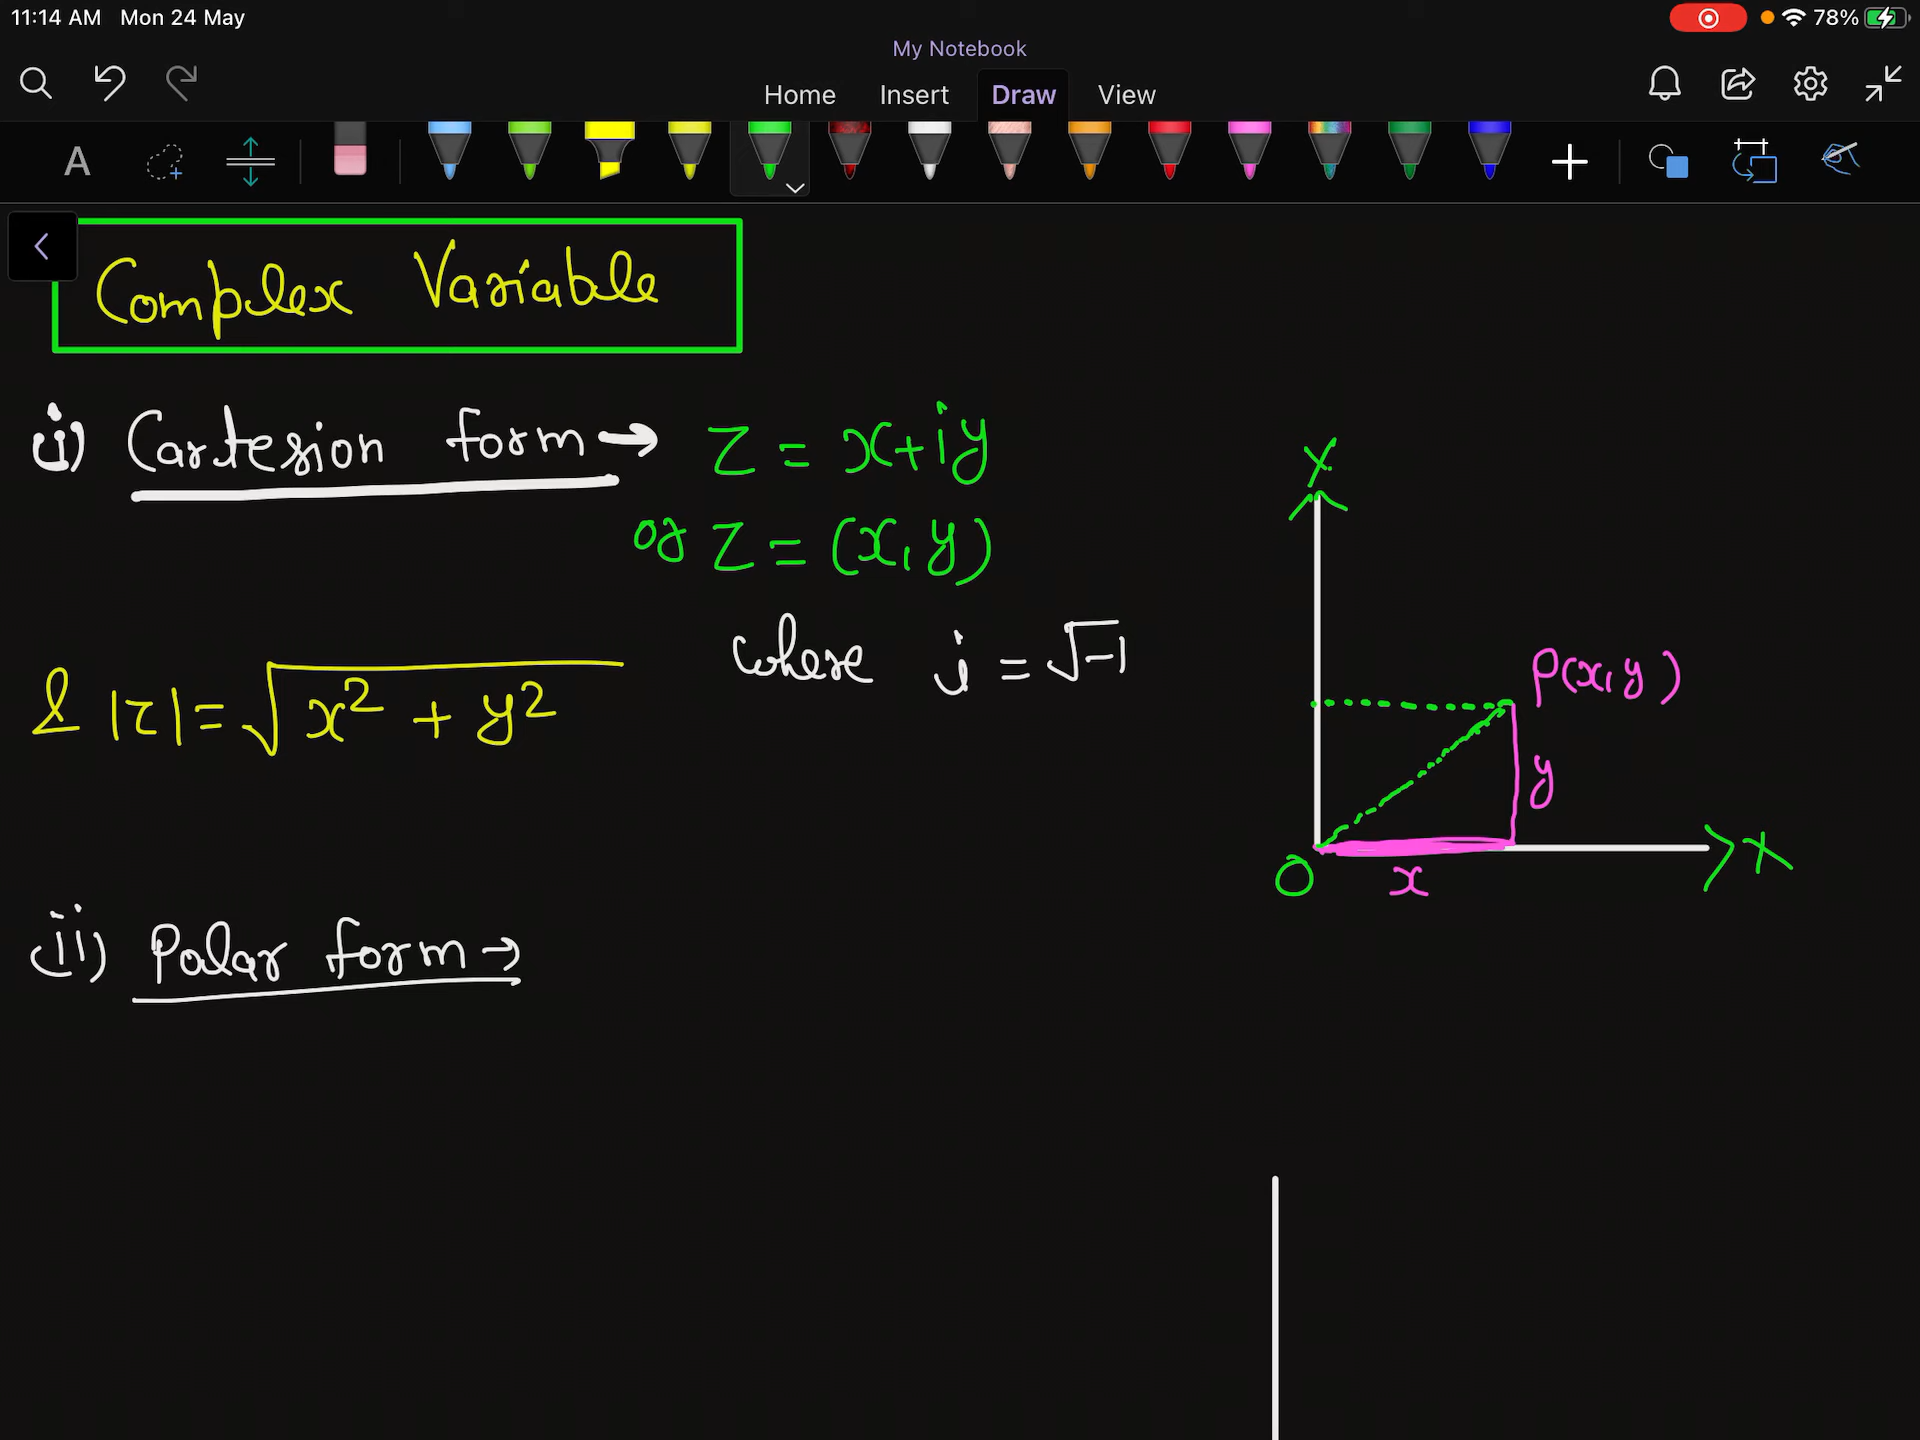 11:14 AM Mon 24 May
78%
My Notebook
Home Insert Draw View
A
Complex Variable
(i) Cartesion form → Z = x+iy
or Z = (x, y)
where i = √-1
& |z| = √x² + y²
Y
P(x, y)
y
O
x
X
(ii) Polar form →